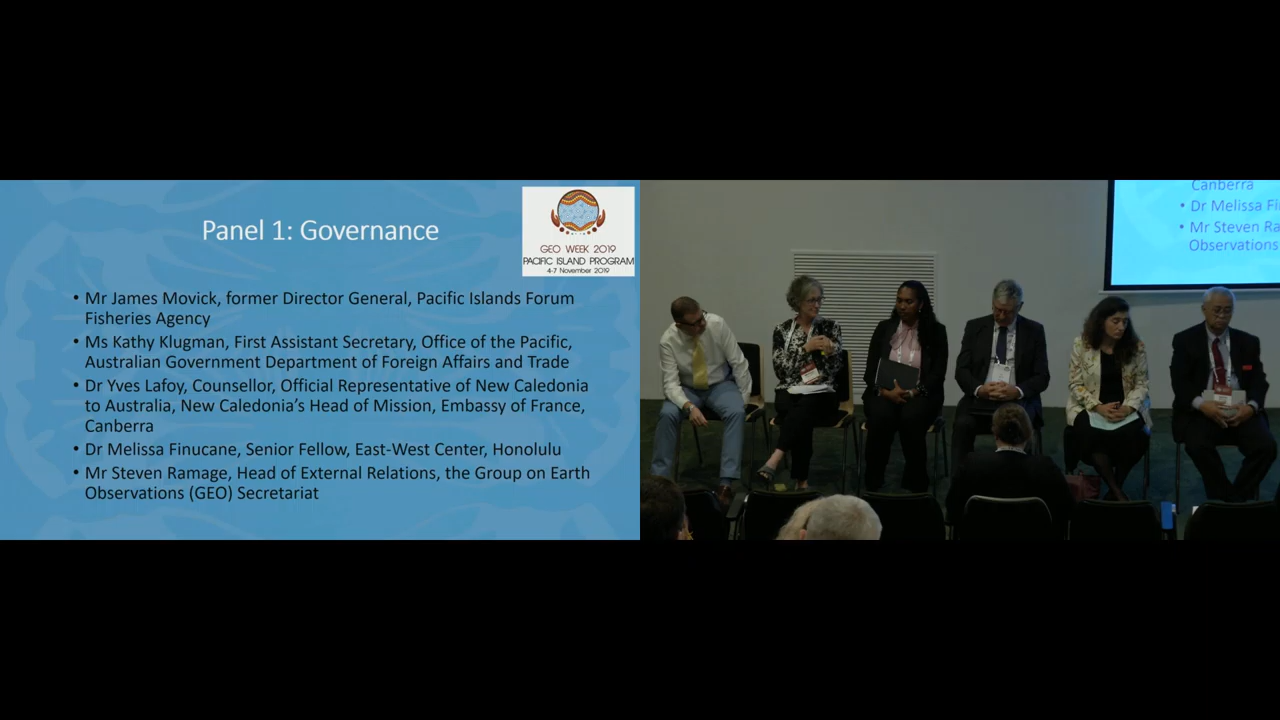 Panel 1: Governance
GEO WEEK 2019
PACIFIC ISLAND PROGRAM
4-7 November 2019
• Mr James Movick, former Director General, Pacific Islands Forum
Fisheries Agency
• Ms Kathy Klugman, First Assistant Secretary, Office of the Pacific,
Australian Government Department of Foreign Affairs and Trade
• Dr Yves Lafoy, Counsellor, Official Representative of New Caledonia
to Australia, New Caledonia's Head of Mission, Embassy of France,
Canberra
• Dr Melissa Finucane, Senior Fellow, East-West Center, Honolulu
• Mr Steven Ramage, Head of External Relations, the Group on Earth
Observations (GEO) Secretariat
Canberra
• Dr Melissa Fi
• Mr Steven Ra
Observations